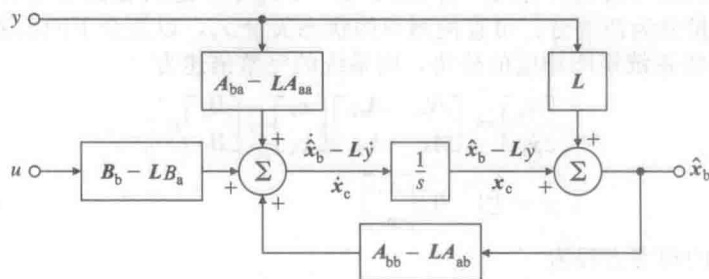 y
A_ba − LA_aa
L
+
+
ẋ̂_b − Lẏ
x̂_b − Ly
u
B_b − LB_a
+
Σ
ẋ_c
1/s
x_c
+
Σ
x̂_b
+
A_bb − LA_ab